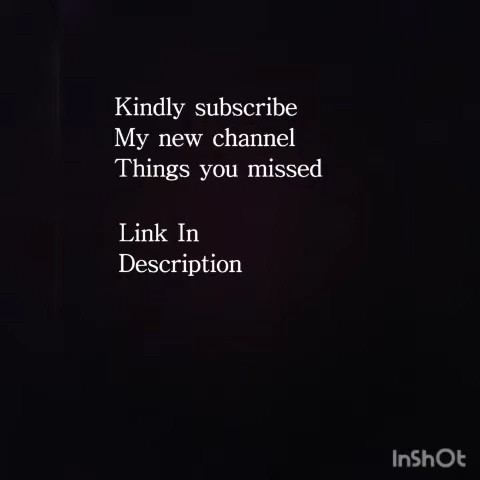 Kindly subscribe
My new channel
Things you missed
Link In
Description
InShOt